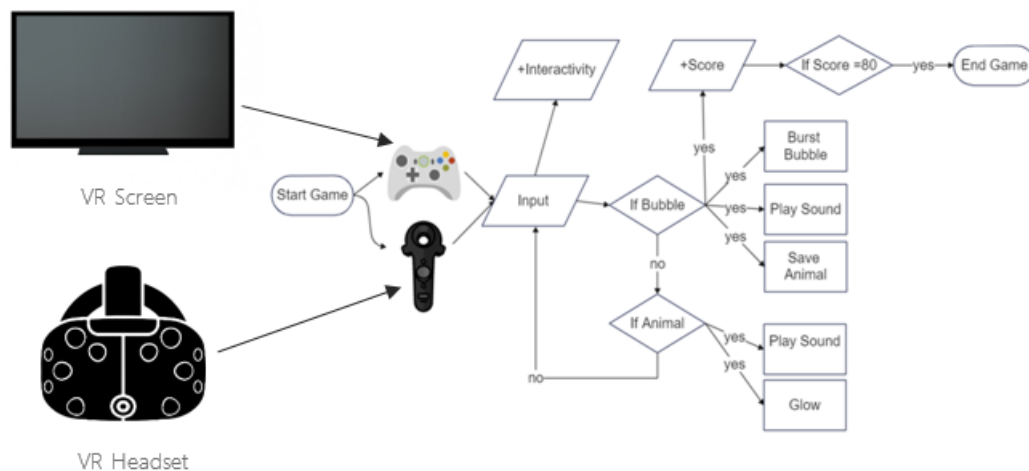 +Interactivity
+Score
If Score =80
yes
End Game
VR Screen
yes
yes
Burst
Bubble
Start Game
Input
If Bubble
yes
Play Sound
yes
Save
Animal
no
If Animal
yes
Play Sound
yes
no
Glow
VR Headset